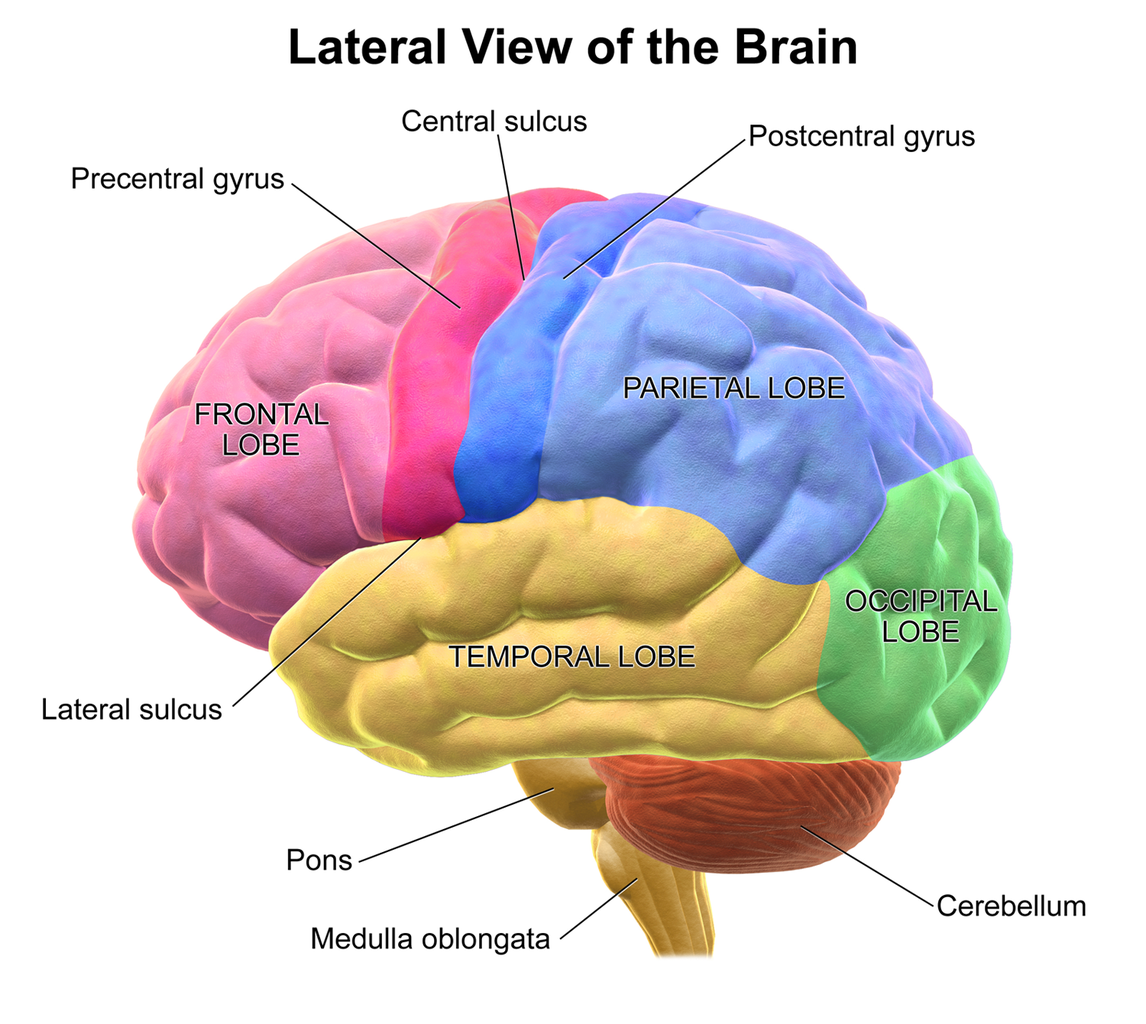 Lateral View of the Brain
Central sulcus
Postcentral gyrus
Precentral gyrus
PARIETAL LOBE
FRONTAL
LOBE
OCCIPITAL
LOBE
TEMPORAL LOBE
Lateral sulcus
Pons
Cerebellum
Medulla oblongata